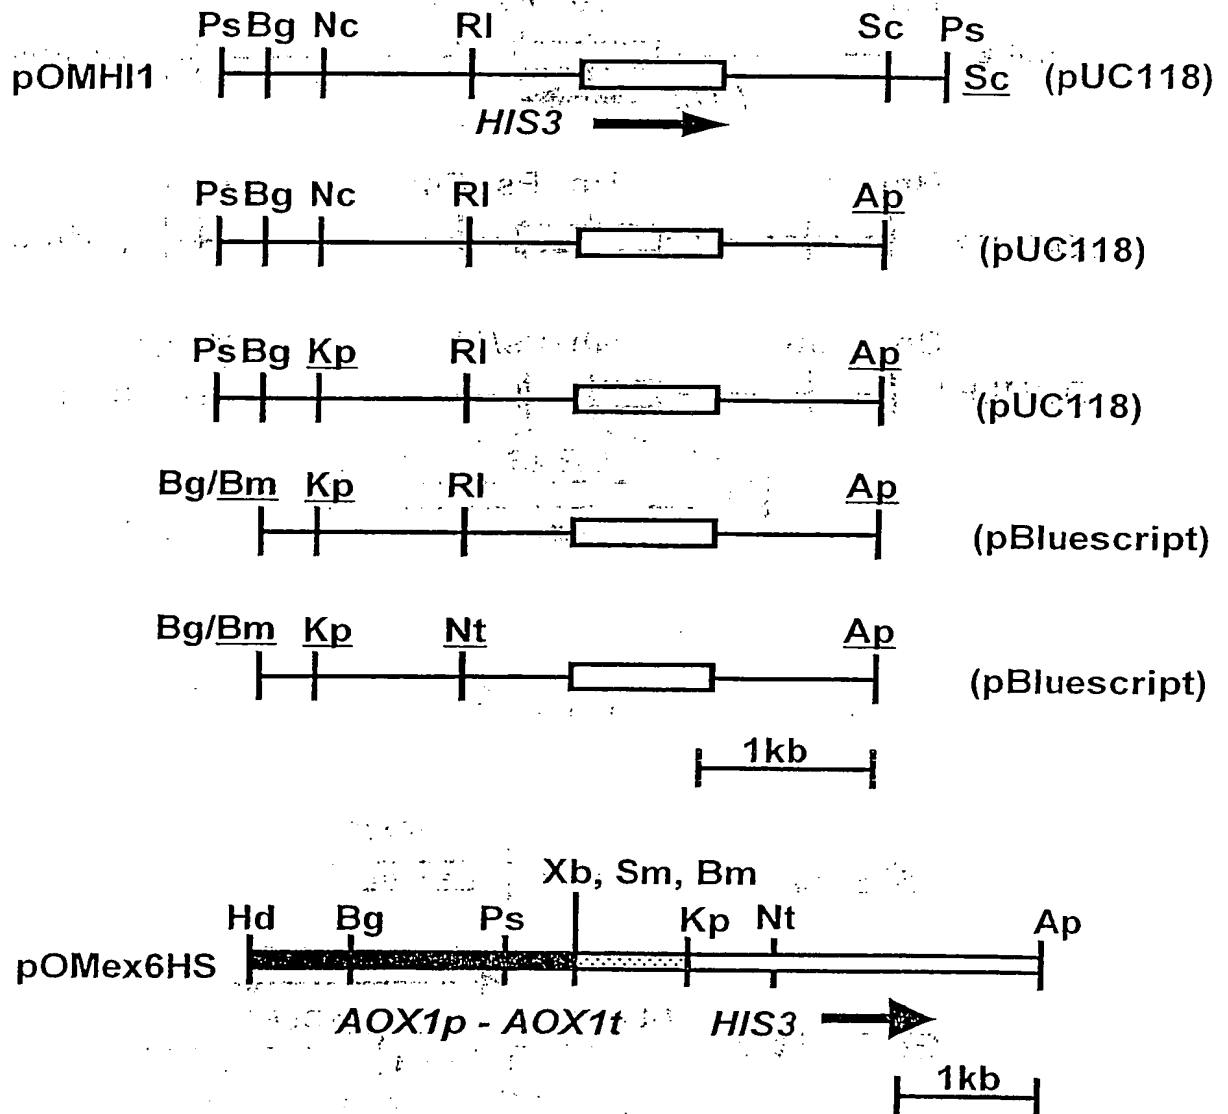 Ps Bg Nc RI Sc Ps
pOMHI1 Sc (pUC118)
HIS3
Ps Bg Nc RI Ap
(pUC118)
Ps Bg Kp RI Ap
(pUC118)
Bg/Bm Kp RI Ap
(pBluescript)
Bg/Bm Kp Nt Ap
(pBluescript)
1kb
Xb, Sm, Bm
Hd Bg Ps Kp Nt Ap
pOMex6HS
AOX1p - AOX1t HIS3
1kb